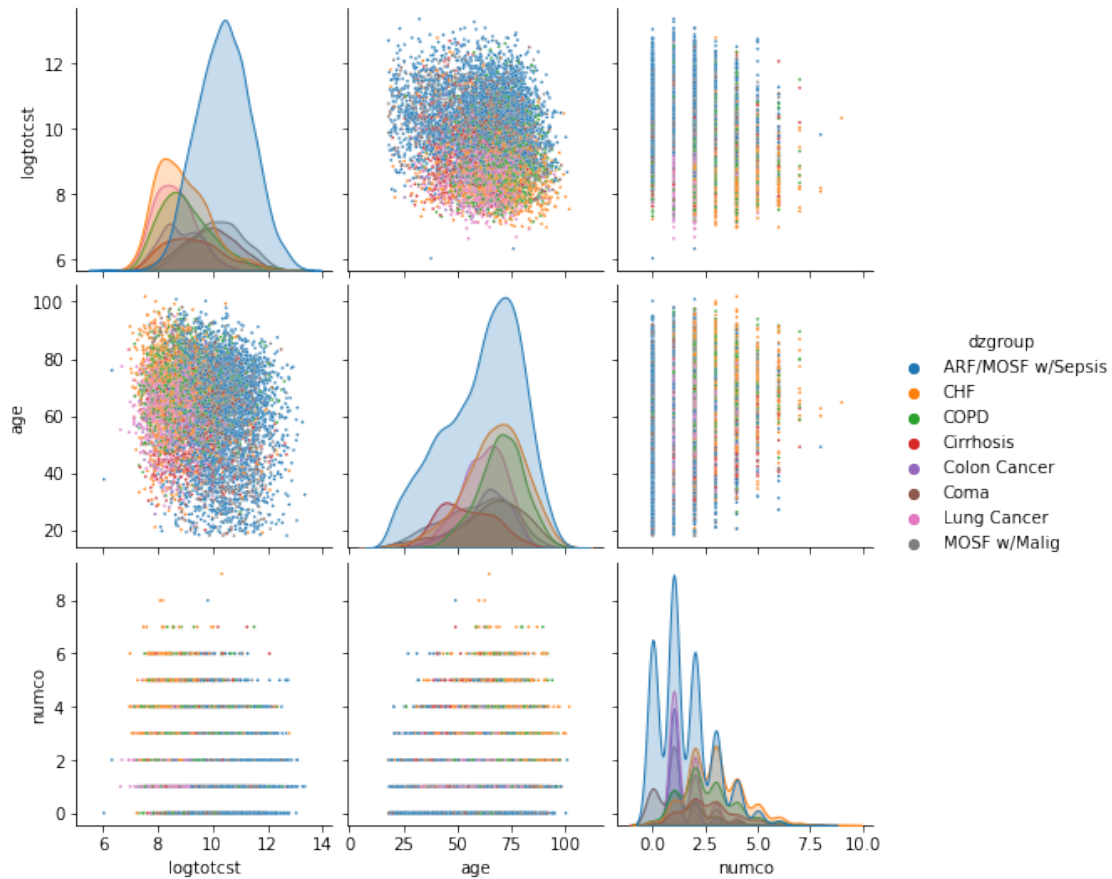 logtotcst
12
10
8
6
age
100
80
60
40
20
numco
8
6
4
2
0
6
8
10
12
14
logtotcst
0
25
50
75
100
age
0.0
2.5
5.0
7.5
10.0
numco
dzgroup
ARF/MOSF w/Sepsis
CHF
COPD
Cirrhosis
Colon Cancer
Coma
Lung Cancer
MOSF w/Malig